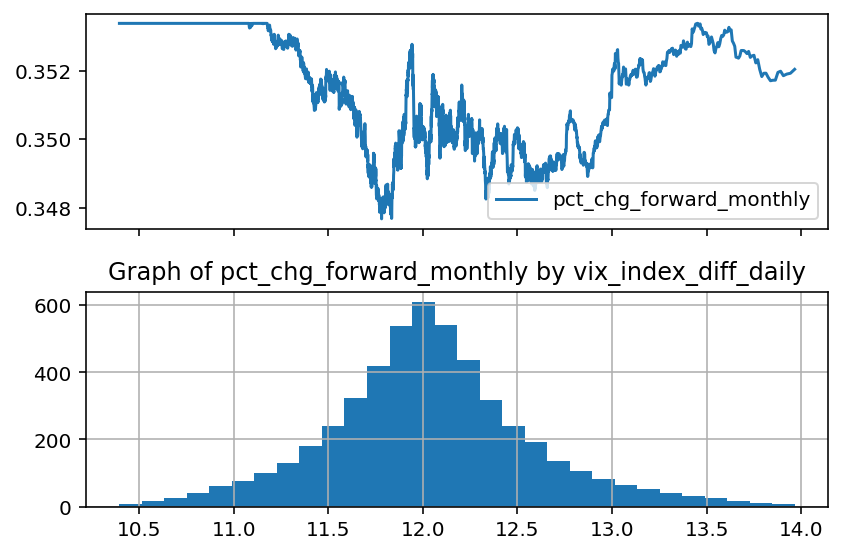 0.352
0.350
0.348
pct_chg_forward_monthly
Graph of pct_chg_forward_monthly by vix_index_diff_daily
600
400
200
0
10.5 11.0 11.5 12.0 12.5 13.0 13.5 14.0